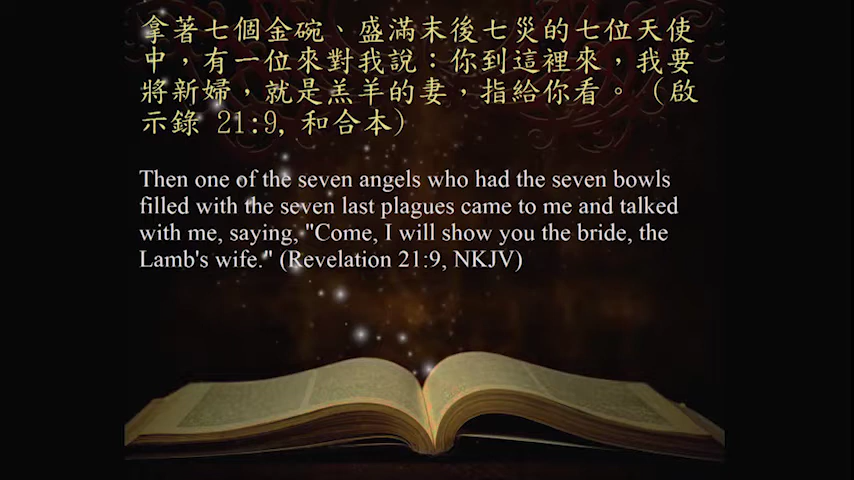 拿著七個金碗、盛滿末後七災的七位天使
中，有一位來對我說：你到這裡來，我要
將新婦，就是羔羊的妻，指給你看。（啟
示錄 21:9, 和合本）
Then one of the seven angels who had the seven bowls
filled with the seven last plagues came to me and talked
with me, saying, "Come, I will show you the bride, the
Lamb's wife." (Revelation 21:9, NKJV)